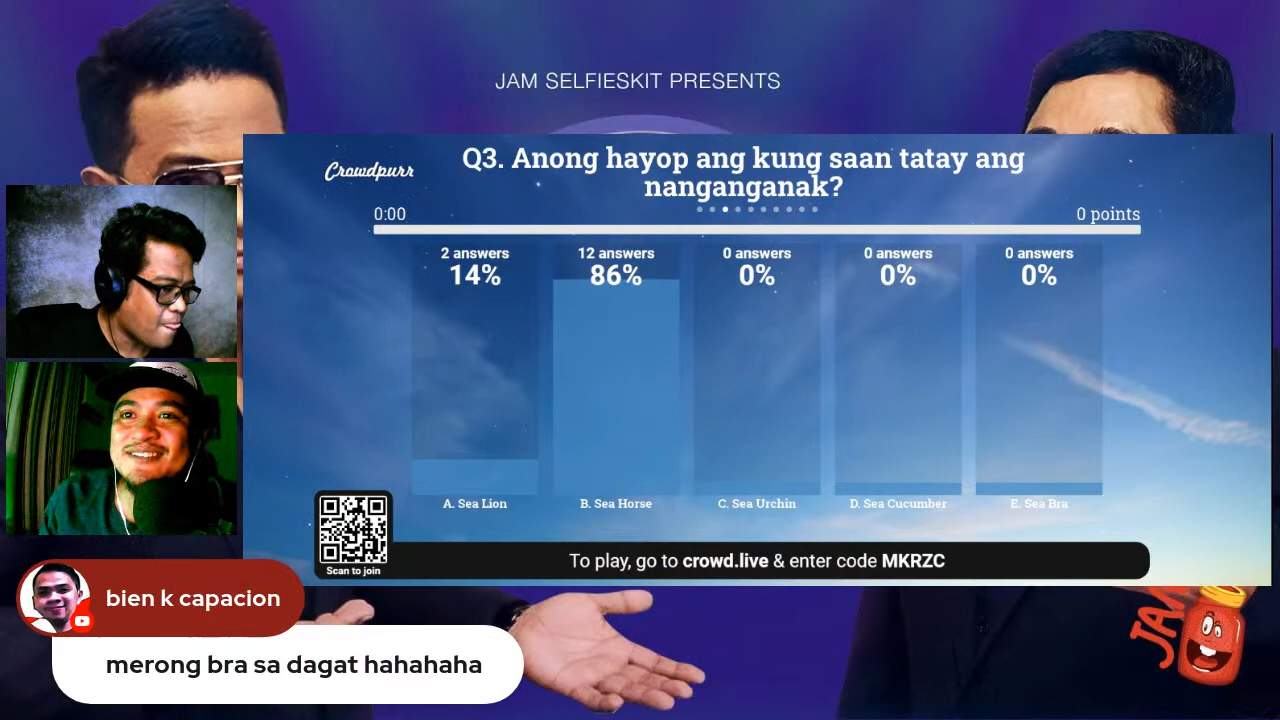 JAM SELFIESKIT PRESENTS
Crowdpurr
Q3. Anong hayop ang kung saan tatay ang
nanganganak?
0:00
0 points
2 answers
14%
12 answers
86%
0 answers
0%
0 answers
0%
0 answers
0%
A. Sea Lion
B. Sea Horse
C. Sea Urchin
D. Sea Cucumber
E. Sea Bra
Scan to join
To play, go to crowd.live & enter code MKRZC
bien k capacion
merong bra sa dagat hahahaha
JAM